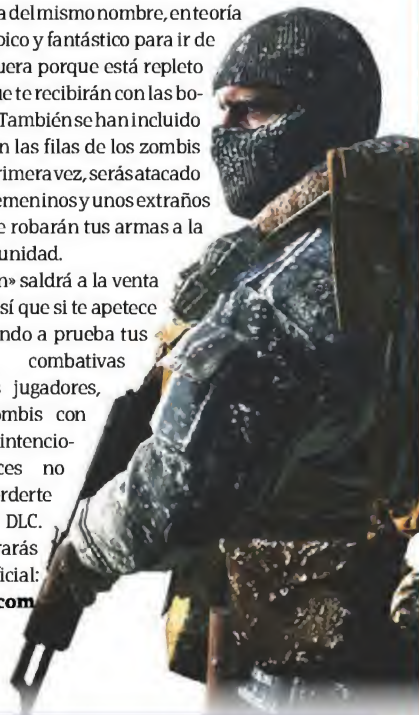 a del mismo nombre, en teoría
pico y fantástico para ir de
uera porque está repleto
ue te recibirán con las bo-
También se han incluido
n las filas de los zombis
rimera vez, serás atacado
emeninos y unos extraños
e robarán tus armas a la
unidad.
n» saldrá a la venta
sí que si te apetece
ndo a prueba tus
combativas
s jugadores,
ombis con
intencio-
ces no
rderte
DLC.
rarás
ficial:
com